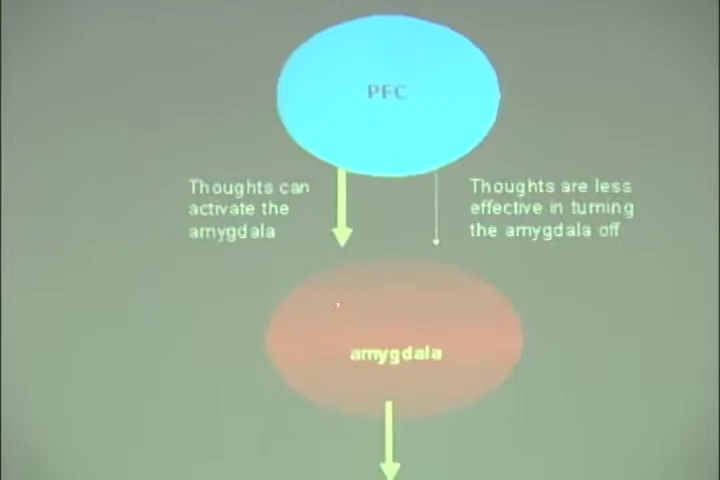 PFC
Thoughts can
activate the
amygdala
Thoughts are less
effective in turning
the amygdala off
amygdala